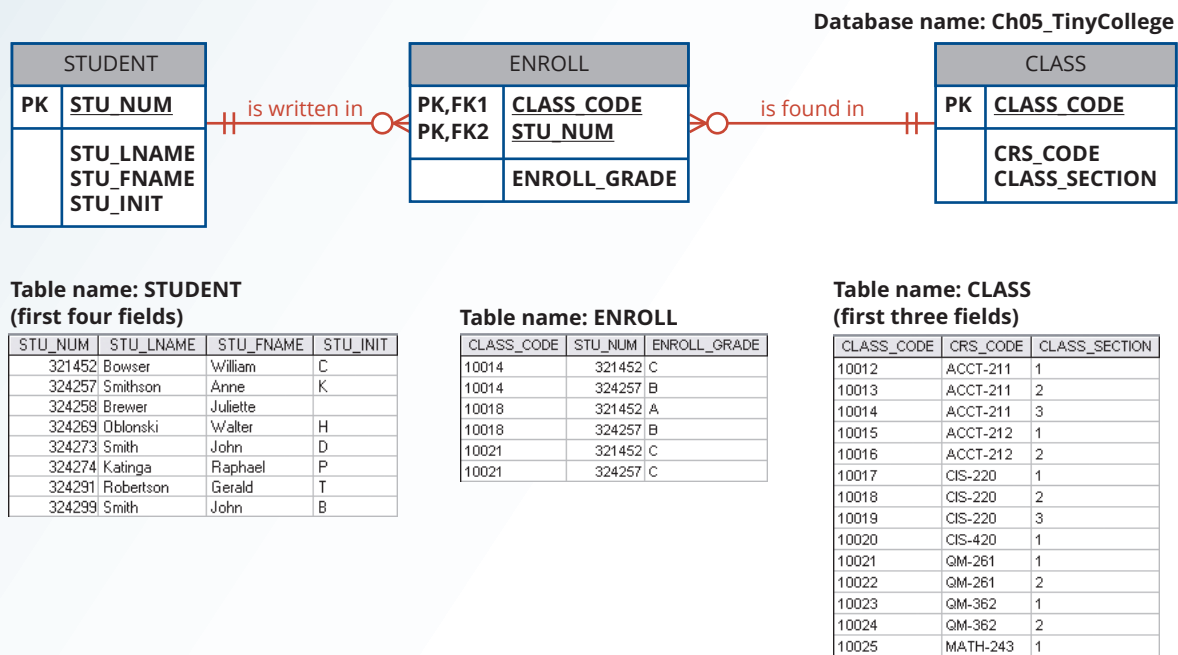 Database name: Ch05_TinyCollege
STUDENT
PK STU_NUM
STU_LNAME
STU_FNAME
STU_INIT
is written in
ENROLL
PK,FK1 CLASS_CODE
PK,FK2 STU_NUM
ENROLL_GRADE
is found in
CLASS
PK CLASS_CODE
CRS_CODE
CLASS_SECTION
Table name: STUDENT
(first four fields)
STU_NUM STU_LNAME STU_FNAME STU_INIT
321452 Bowser William C
324257 Smithson Anne K
324258 Brewer Juliette
324269 Oblonski Walter H
324273 Smith John D
324274 Katinga Raphael P
324291 Robertson Gerald T
324299 Smith John B
Table name: ENROLL
CLASS_CODE STU_NUM ENROLL_GRADE
10014 321452 C
10014 324257 B
10018 321452 A
10018 324257 B
10021 321452 C
10021 324257 C
Table name: CLASS
(first three fields)
CLASS_CODE CRS_CODE CLASS_SECTION
10012 ACCT-211 1
10013 ACCT-211 2
10014 ACCT-211 3
10015 ACCT-212 1
10016 ACCT-212 2
10017 CIS-220 1
10018 CIS-220 2
10019 CIS-220 3
10020 CIS-420 1
10021 QM-261 1
10022 QM-261 2
10023 QM-362 1
10024 QM-362 2
10025 MATH-243 1